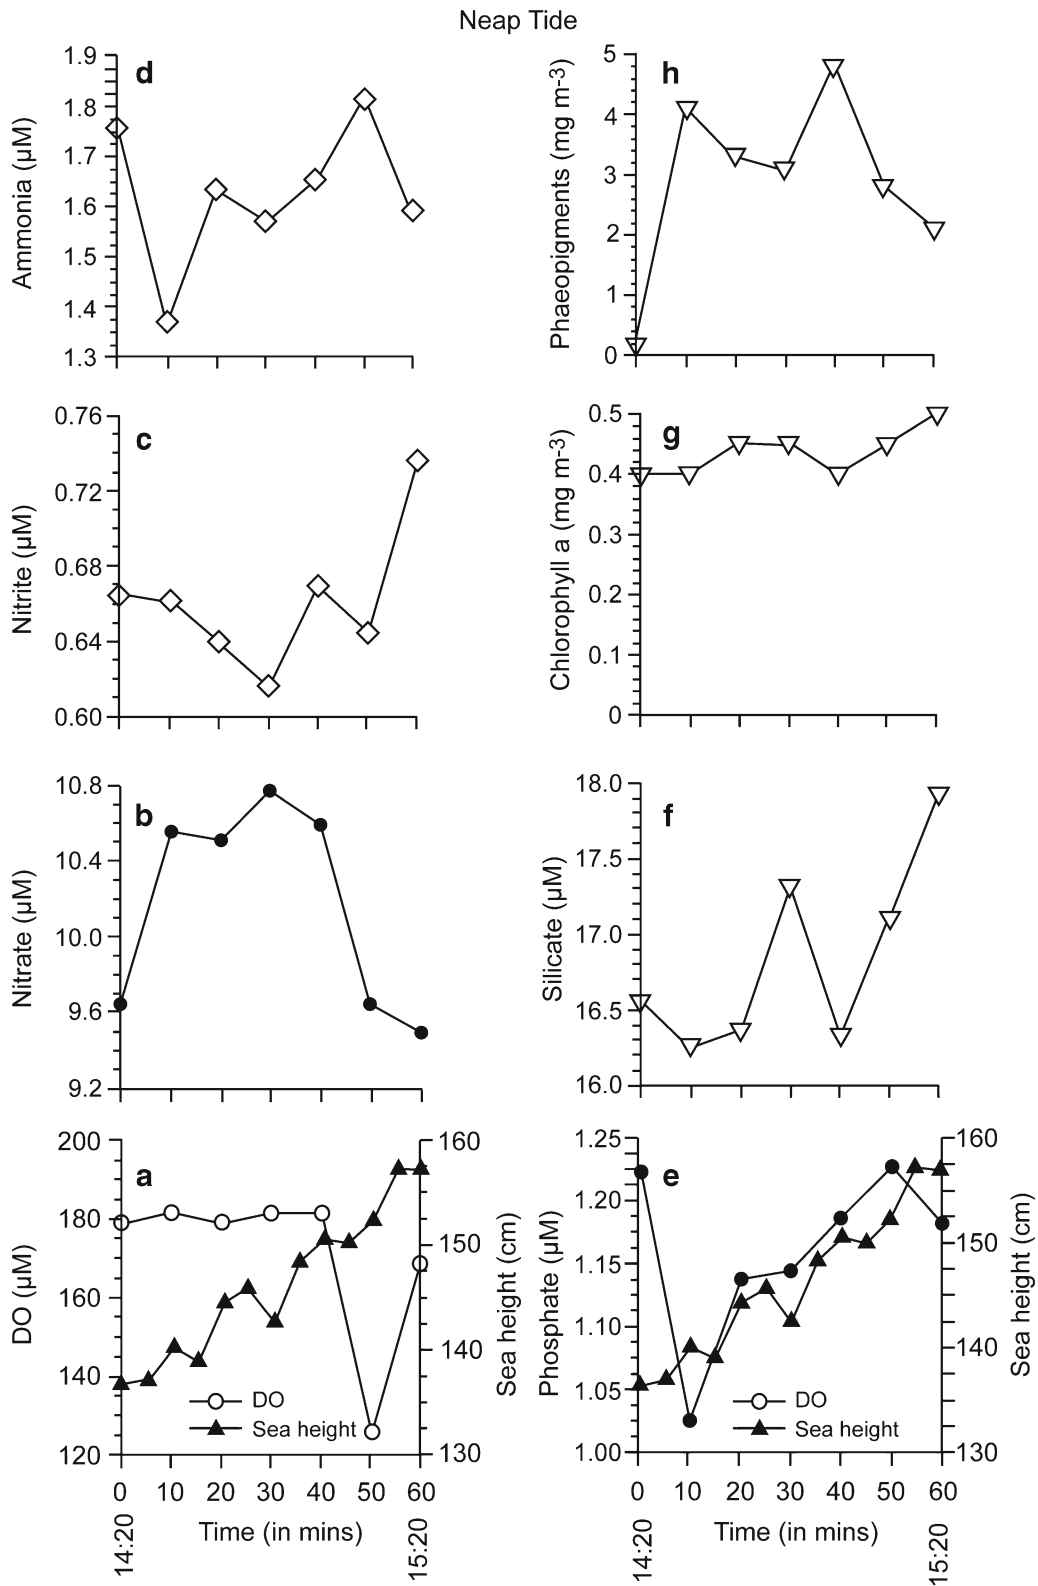 Neap Tide
d
Ammonia (µM)
1.9
1.8
1.7
1.6
1.5
1.4
1.3
h
Phaeopigments (mg m-3)
5
4
3
2
1
0
c
Nitrite (µM)
0.76
0.72
0.68
0.64
0.60
g
Chlorophyll a (mg m-3)
0.5
0.4
0.3
0.2
0.1
0
b
Nitrate (µM)
10.8
10.4
10.0
9.6
9.2
f
Silicate (µM)
18.0
17.5
17.0
16.5
16.0
a
DO (µM)
200
180
160
140
120
Sea height (cm)
160
150
140
130
DO
Sea height
0 10 20 30 40 50 60
Time (in mins)
14:20
15:20
e
Phosphate (µM)
1.25
1.20
1.15
1.10
1.05
1.00
Sea height (cm)
160
150
140
130
DO
Sea height
0 10 20 30 40 50 60
Time (in mins)
14:20
15:20